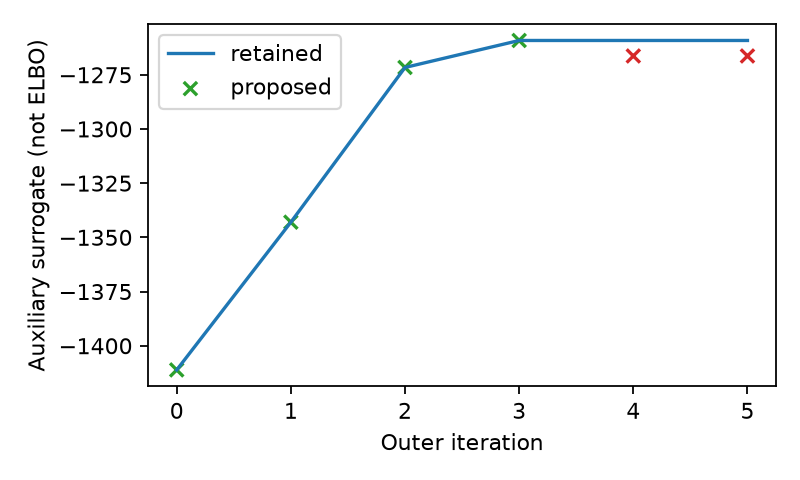 retained
proposed
Auxiliary surrogate (not ELBO)
−1275
−1300
−1325
−1350
−1375
−1400
0 1 2 3 4 5
Outer iteration